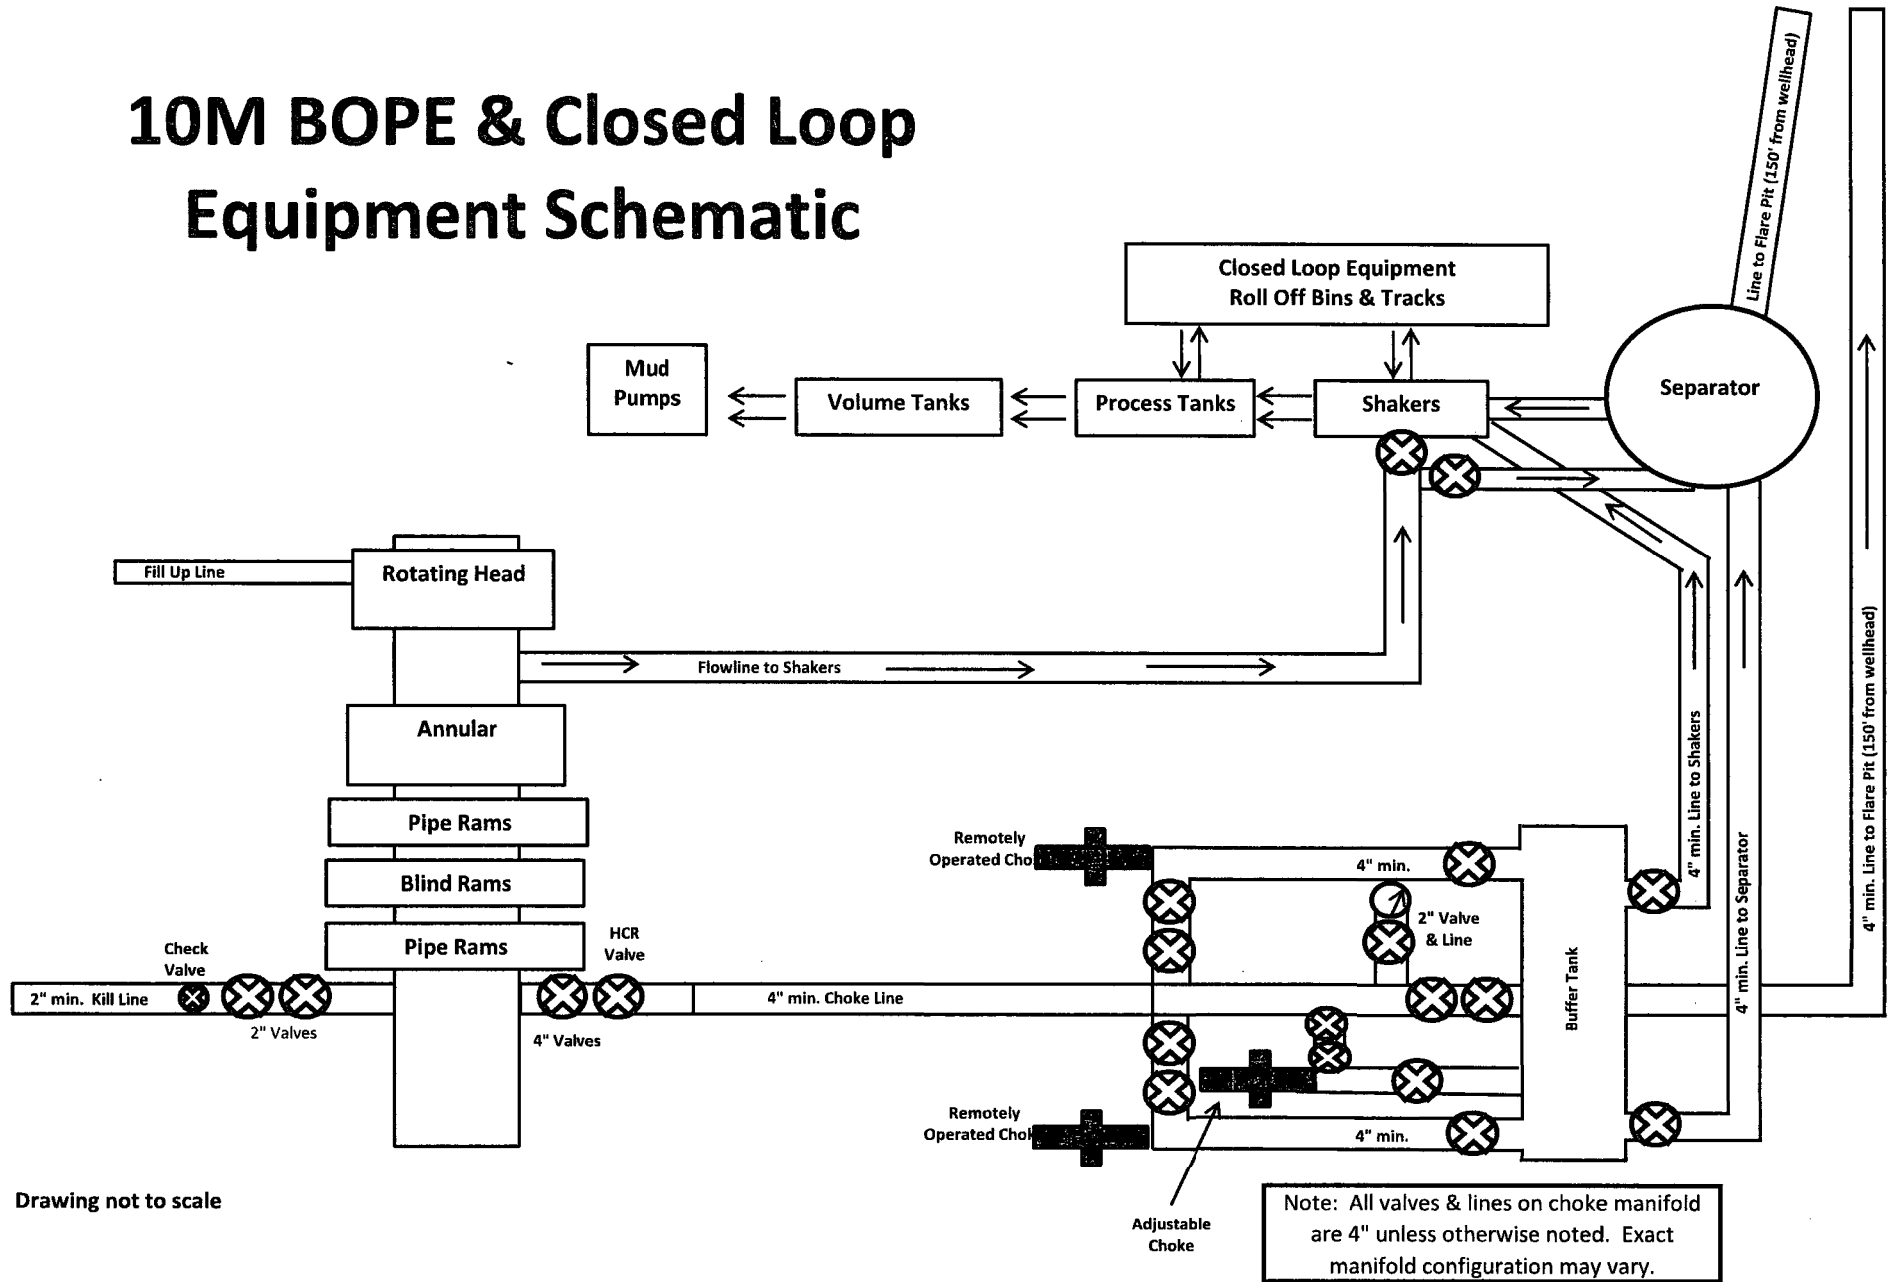 10M BOPE & Closed Loop
Equipment Schematic
Line to Flare Pit (150' from wellhead)
Closed Loop Equipment
Roll Off Bins & Tracks
Mud
Pumps
Volume Tanks
Process Tanks
Shakers
Separator
Fill Up Line
Rotating Head
Flowline to Shakers
Annular
Pipe Rams
Blind Rams
Pipe Rams
Check
Valve
HCR
Valve
2" min. Kill Line
2" Valves
4" Valves
4" min. Choke Line
Remotely
Operated Cho
4" min.
2" Valve
& Line
Buffer Tank
4" min. Line to Shakers
4" min. Line to Separator
4" min. Line to Flare Pit (150' from wellhead)
Remotely
Operated Chok
4" min.
Adjustable
Choke
Drawing not to scale
Note: All valves & lines on choke manifold
are 4" unless otherwise noted. Exact
manifold configuration may vary.